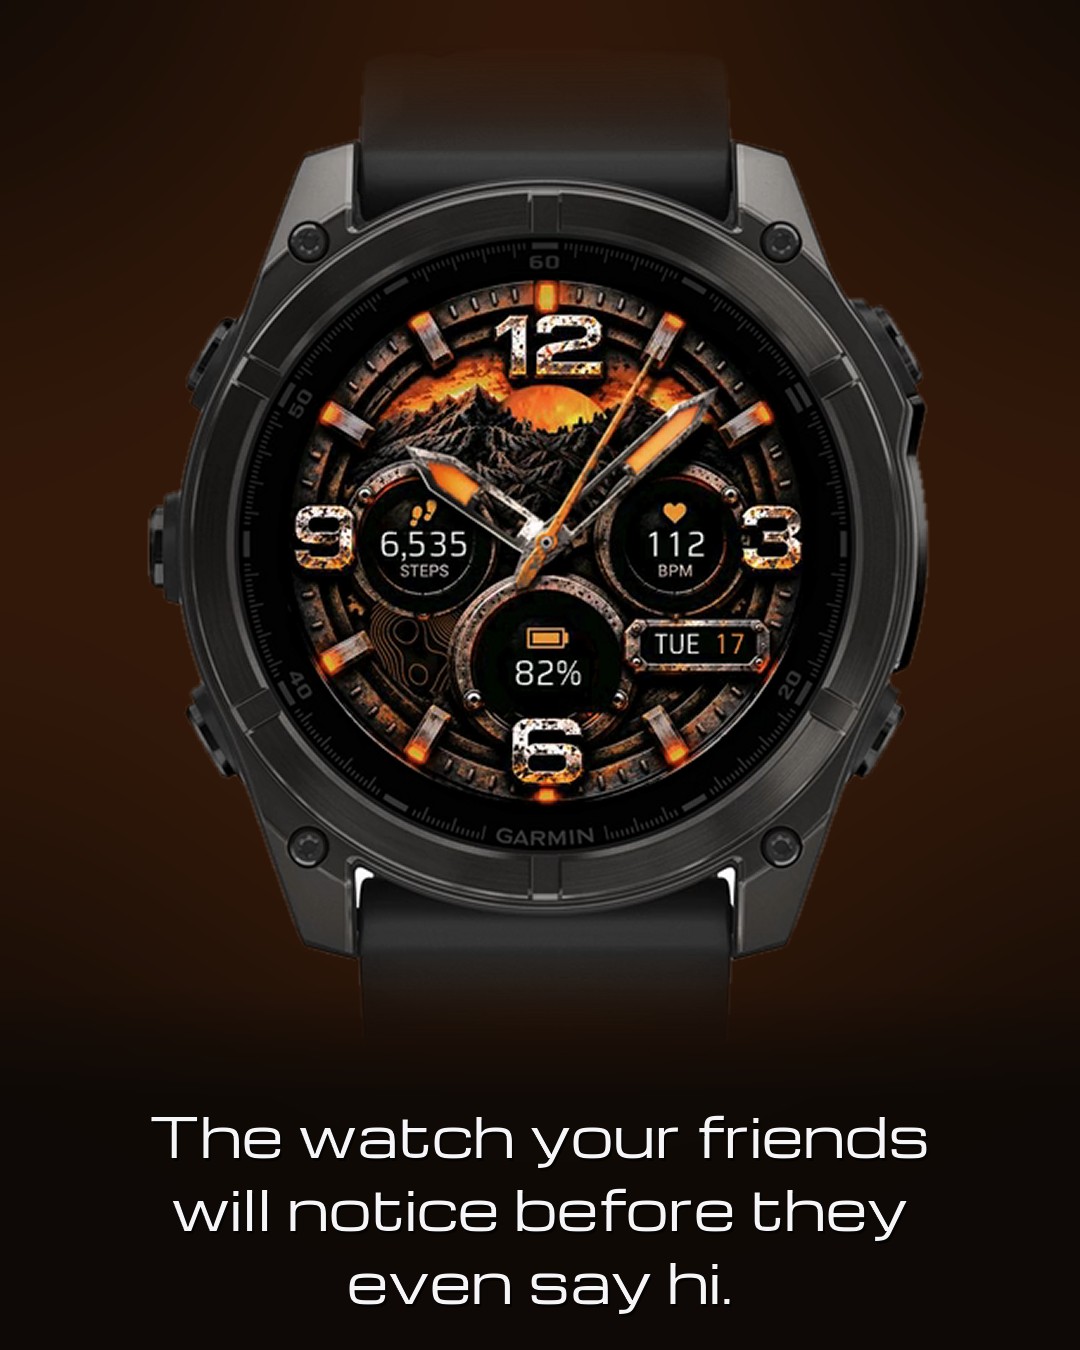 60
12
50
9
3
6,535
STEPS
112
BPM
TUE 17
82%
40
20
6
GARMIN
The watch your friends
will notice before they
even say hi.